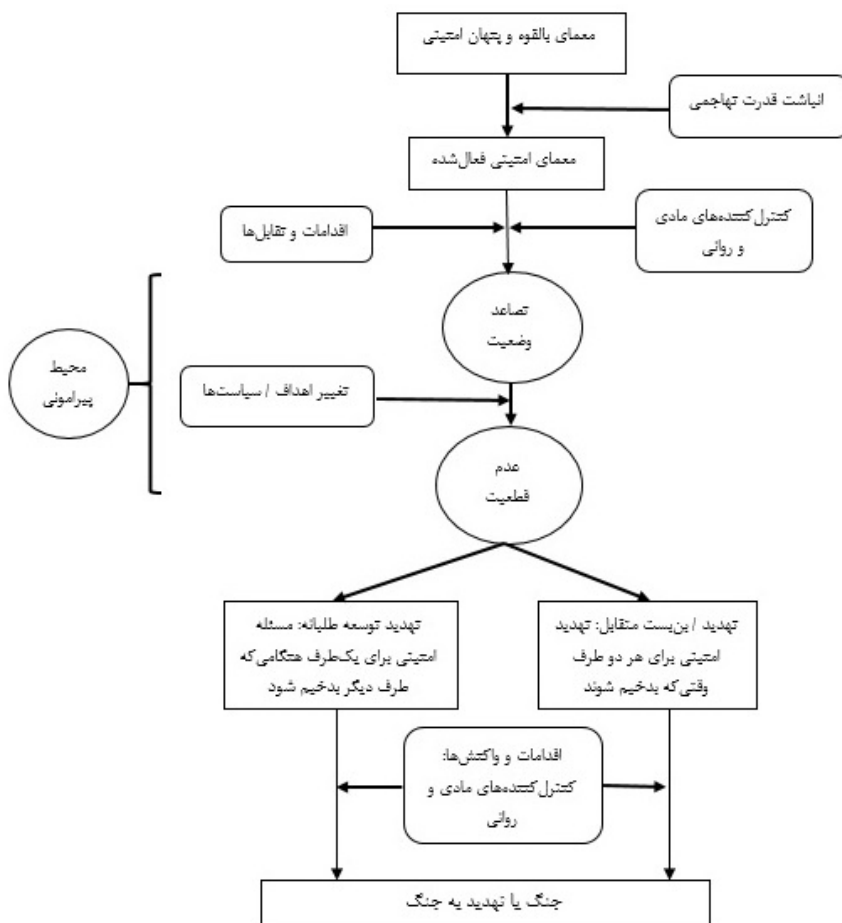 معمای بالقوه و پنهان امنیتی
انباشت قدرت تهاجمی
معمای امنیتی فعال‌شده
کنترل‌کننده‌های مادی
و روانی
اقدامات و تقابل‌ها
تصاعد
وضعیت
محیط
پیرامونی
تغییر اهداف / سیاست‌ها
عدم
قطعیت
تهدید / بن‌بست متقابل: تهدید
امنیتی برای هر دو طرف
وقتی‌که بدخیم شوند
تهدید توسعه طلبانه: مسئله
امنیتی برای یک‌طرف هنگامی‌که
طرف دیگر بدخیم شود
اقدامات و واکنش‌ها:
کنترل‌کننده‌های مادی و
روانی
جنگ یا تهدید به جنگ